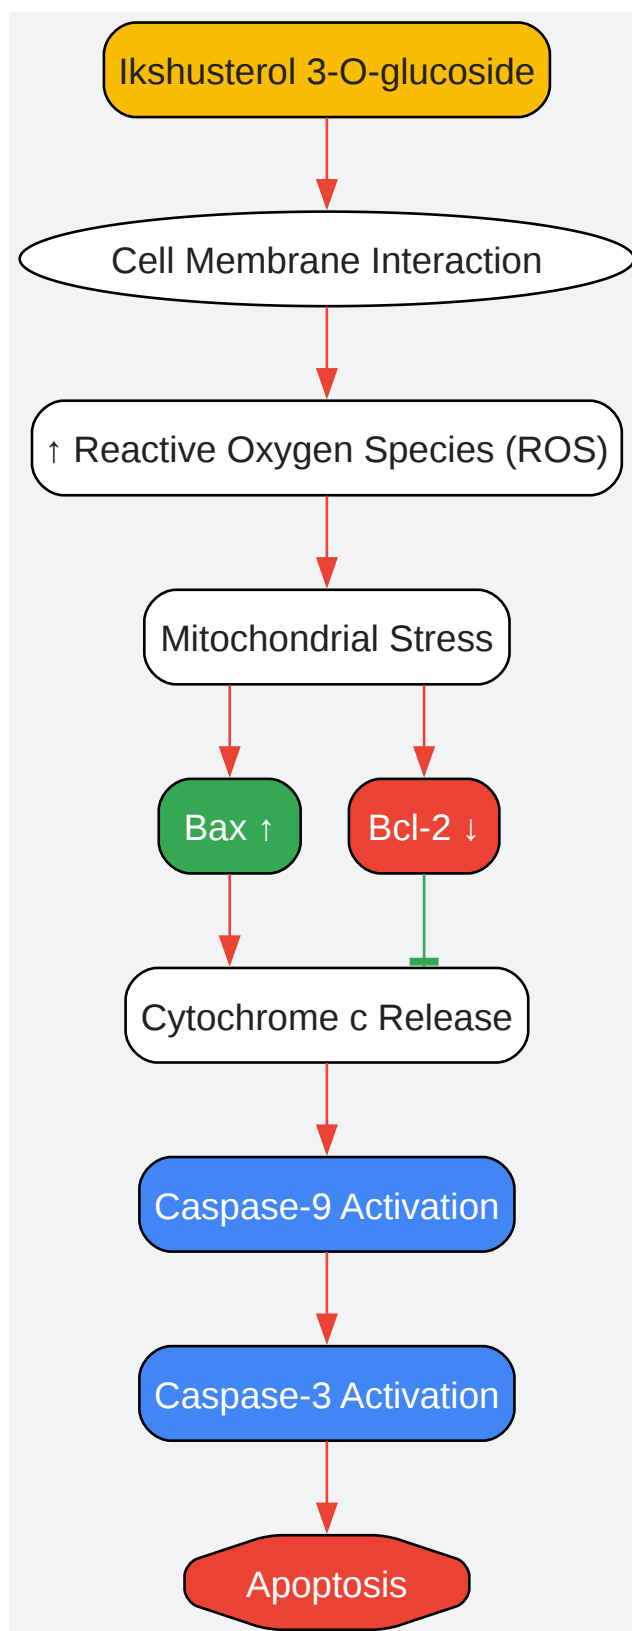 Ikshusterol 3-O-glucoside
Cell Membrane Interaction
↑ Reactive Oxygen Species (ROS)
Mitochondrial Stress
Bax ↑
Bcl-2 ↓
Cytochrome c Release
Caspase-9 Activation
Caspase-3 Activation
Apoptosis